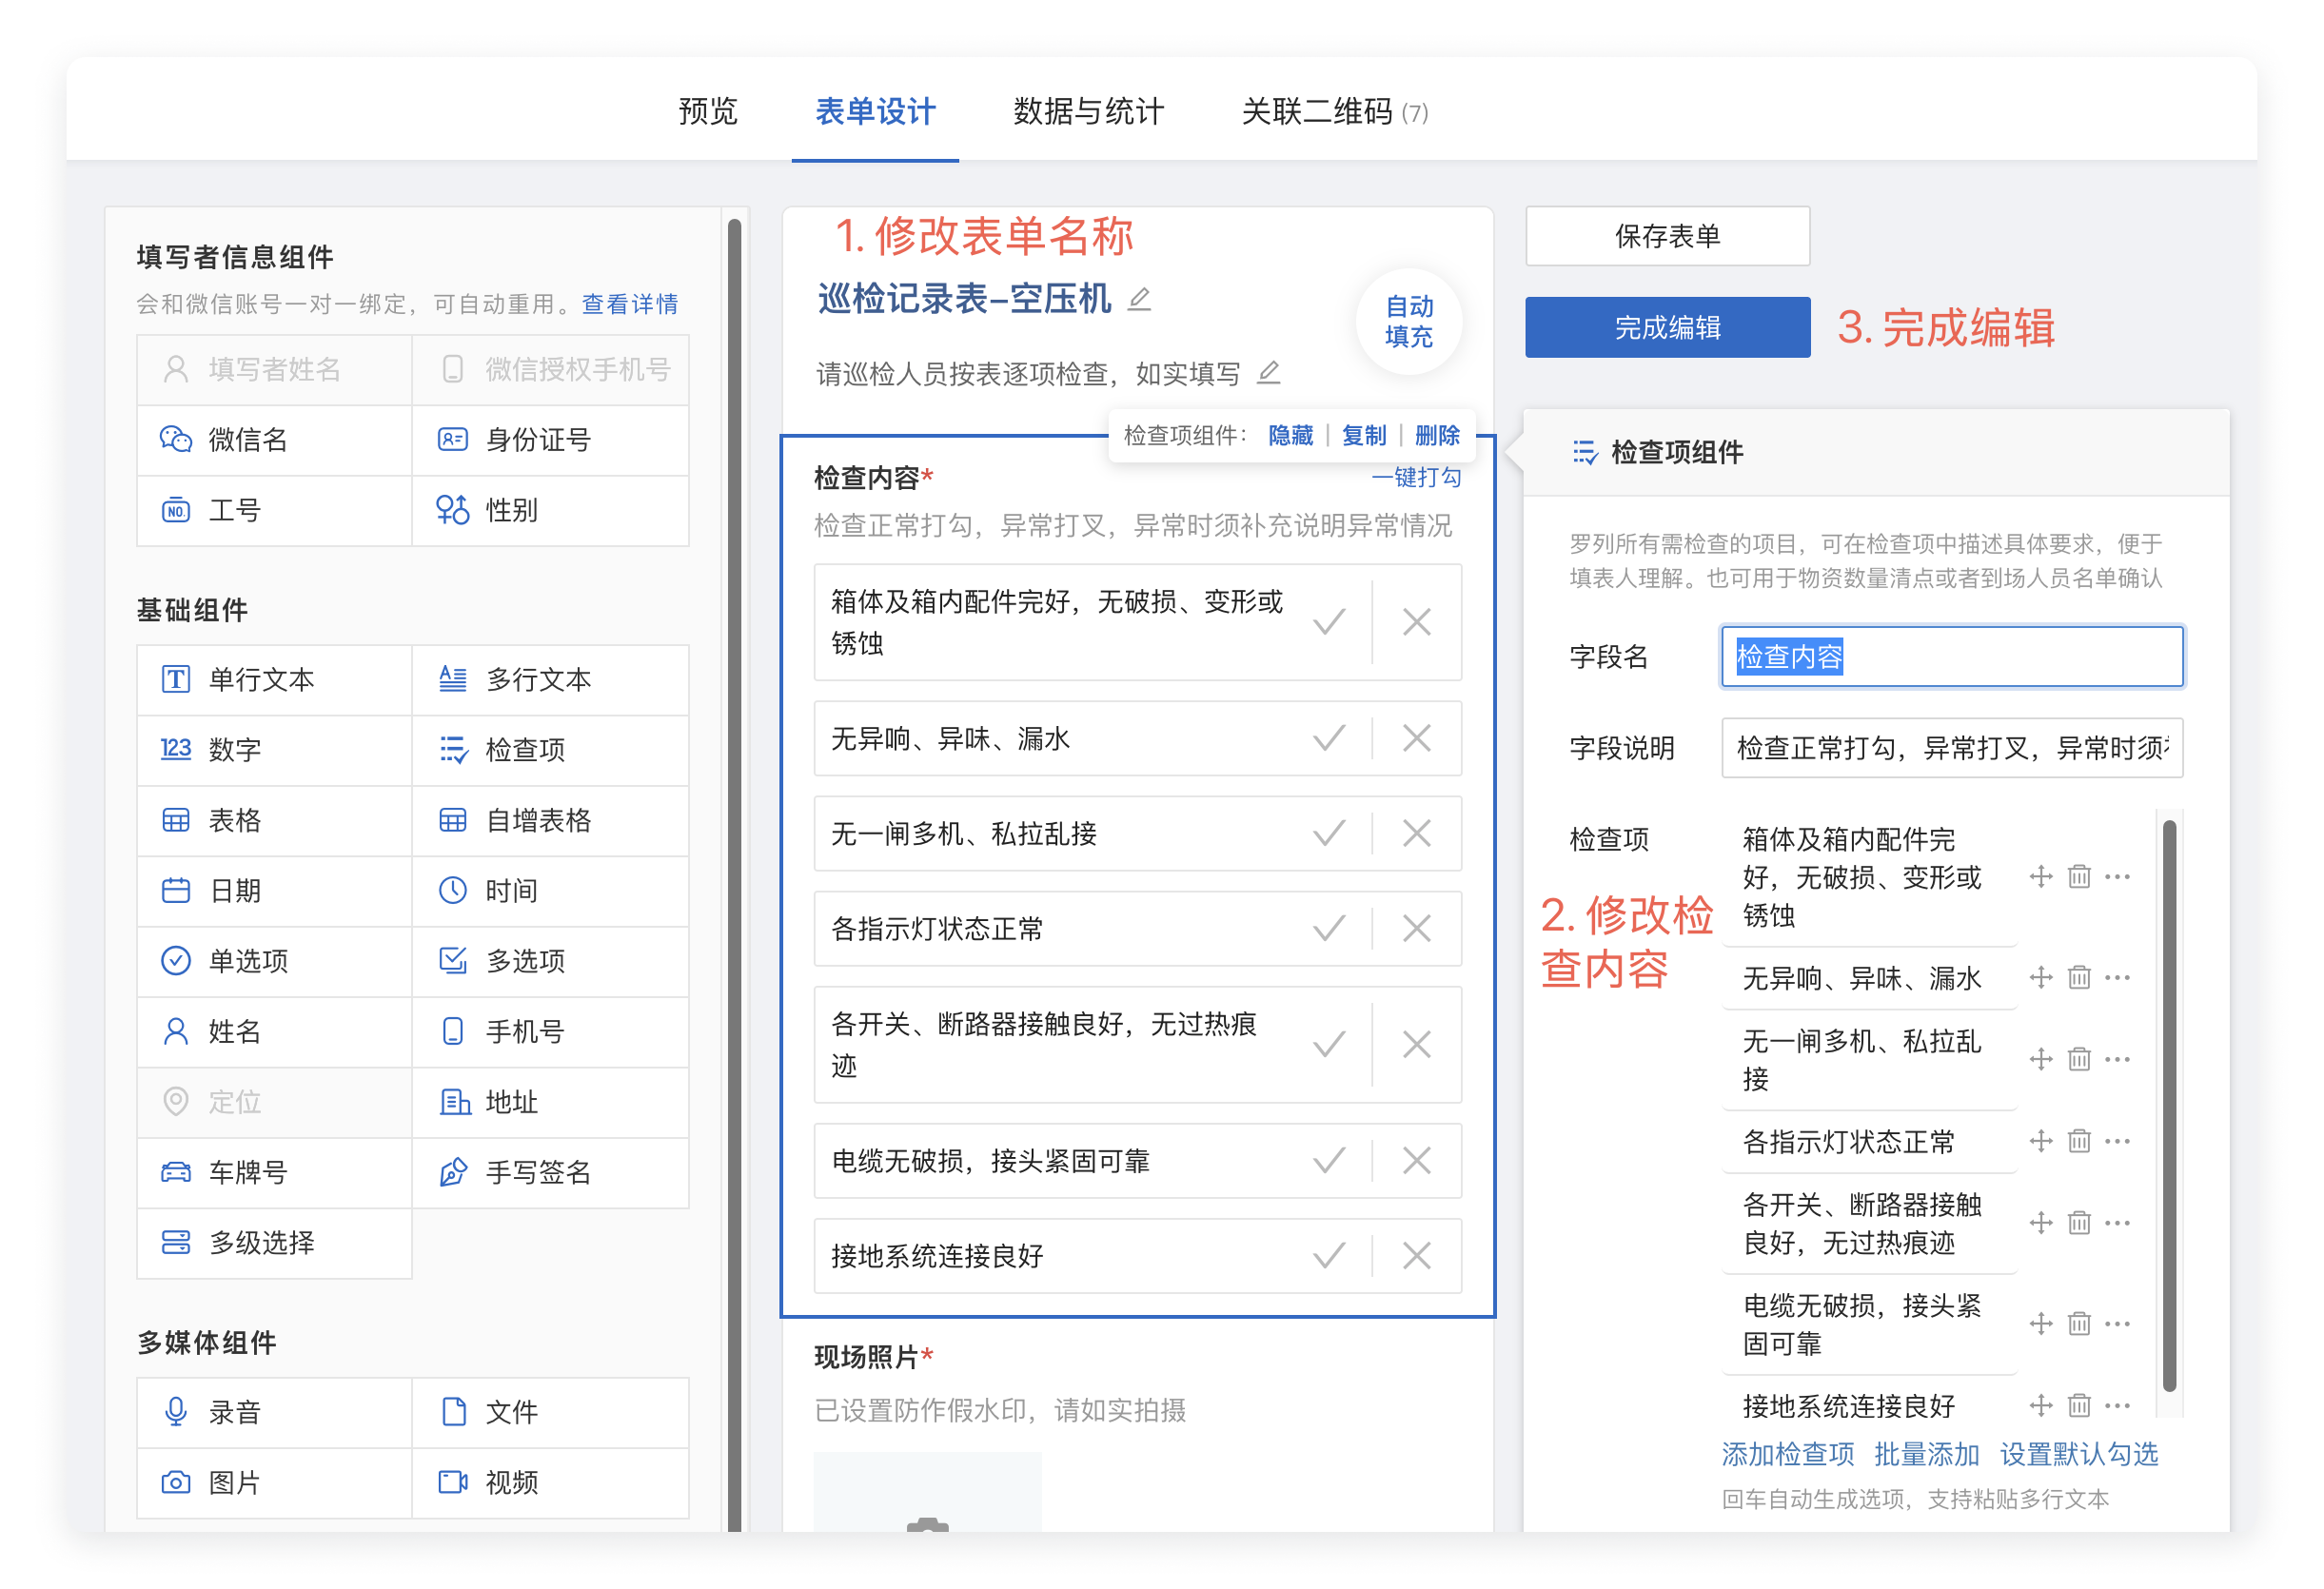 预览 表单设计 数据与统计 关联二维码 (7)
填写者信息组件
会和微信账号一对一绑定，可自动重用。查看详情
填写者姓名 微信授权手机号
微信名 身份证号
NO. 工号 性别
基础组件
T 单行文本 A 多行文本
123 数字 检查项
表格 自增表格
日期 时间
单选项 多选项
姓名 手机号
定位 地址
车牌号 手写签名
多级选择
多媒体组件
录音 文件
图片 视频
1. 修改表单名称
巡检记录表–空压机
自动
填充
请巡检人员按表逐项检查，如实填写
检查项组件： 隐藏 | 复制 | 删除
检查内容* 一键打勾
检查正常打勾，异常打叉，异常时须补充说明异常情况
箱体及箱内配件完好，无破损、变形或
锈蚀
无异响、异味、漏水
无一闸多机、私拉乱接
各指示灯状态正常
各开关、断路器接触良好，无过热痕
迹
电缆无破损，接头紧固可靠
接地系统连接良好
现场照片*
已设置防作假水印，请如实拍摄
保存表单
完成编辑 3. 完成编辑
检查项组件
罗列所有需检查的项目，可在检查项中描述具体要求，便于
填表人理解。也可用于物资数量清点或者到场人员名单确认
字段名 检查内容
字段说明 检查正常打勾，异常打叉，异常时须
检查项
2. 修改检
查内容
箱体及箱内配件完
好，无破损、变形或
锈蚀
无异响、异味、漏水
无一闸多机、私拉乱
接
各指示灯状态正常
各开关、断路器接触
良好，无过热痕迹
电缆无破损，接头紧
固可靠
接地系统连接良好
添加检查项 批量添加 设置默认勾选
回车自动生成选项，支持粘贴多行文本